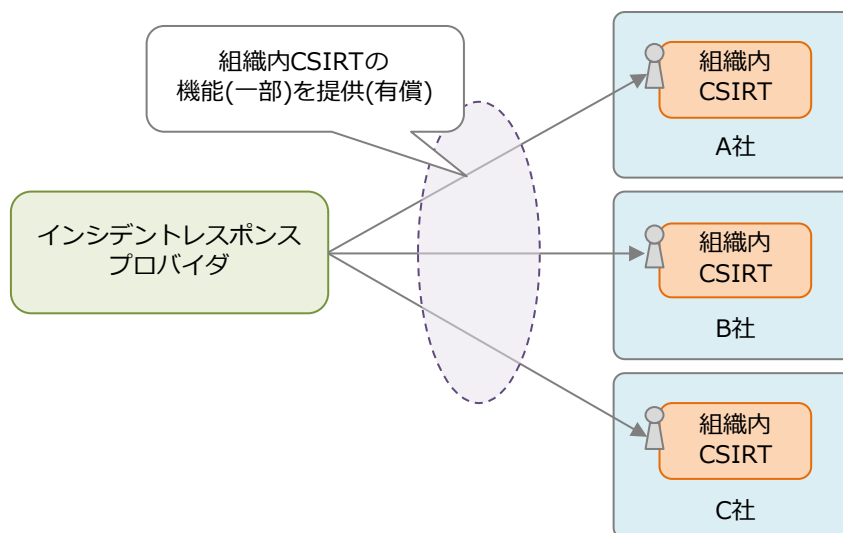 組織内CSIRTの
機能(一部)を提供(有償)
インシデントレスポンス
プロバイダ
組織内
CSIRT
A社
組織内
CSIRT
B社
組織内
CSIRT
C社